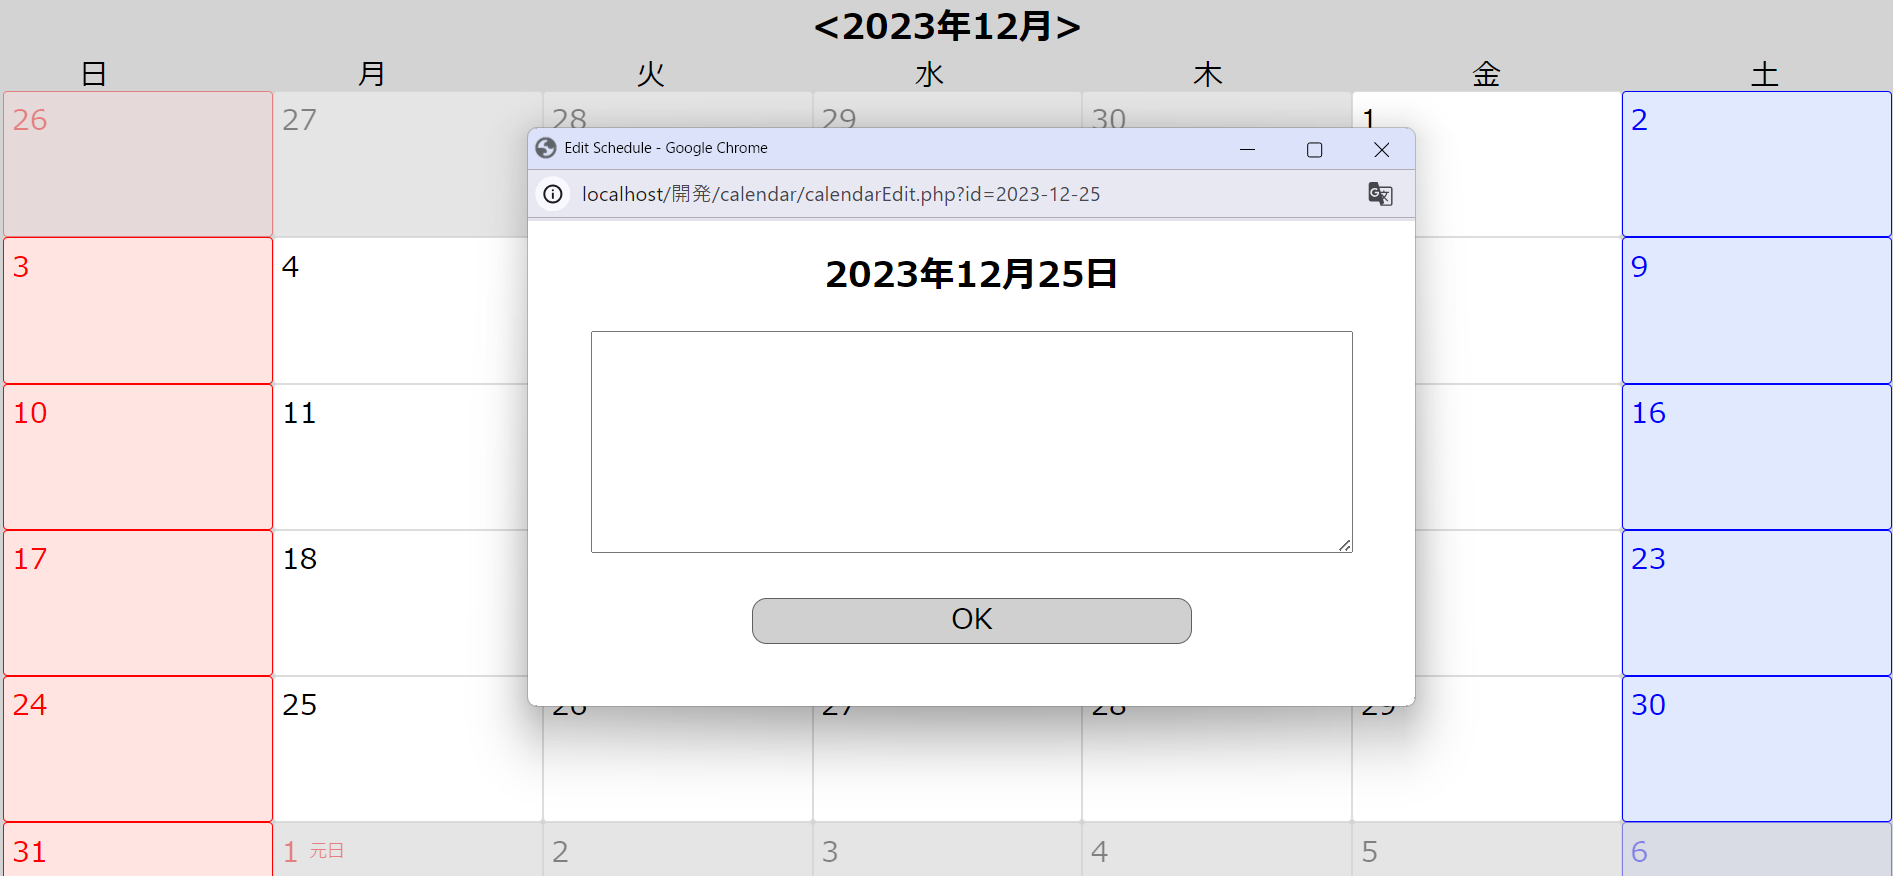 <2023年12月>
日 月 火 水 木 金 土
26 27 28 29 30 1 2
Edit Schedule - Google Chrome
localhost/開発/calendar/calendarEdit.php?id=2023-12-25
2023年12月25日
OK
3 4 9
10 11 16
17 18 23
24 25 26 27 28 29 30
31 1 元日 2 3 4 5 6